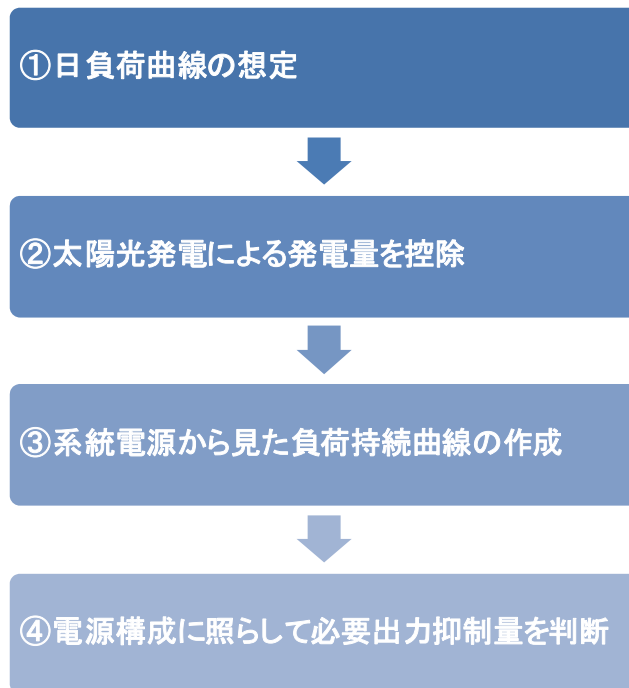 ①日負荷曲線の想定
②太陽光発電による発電量を控除
③系統電源から見た負荷持続曲線の作成
④電源構成に照らして必要出力抑制量を判断